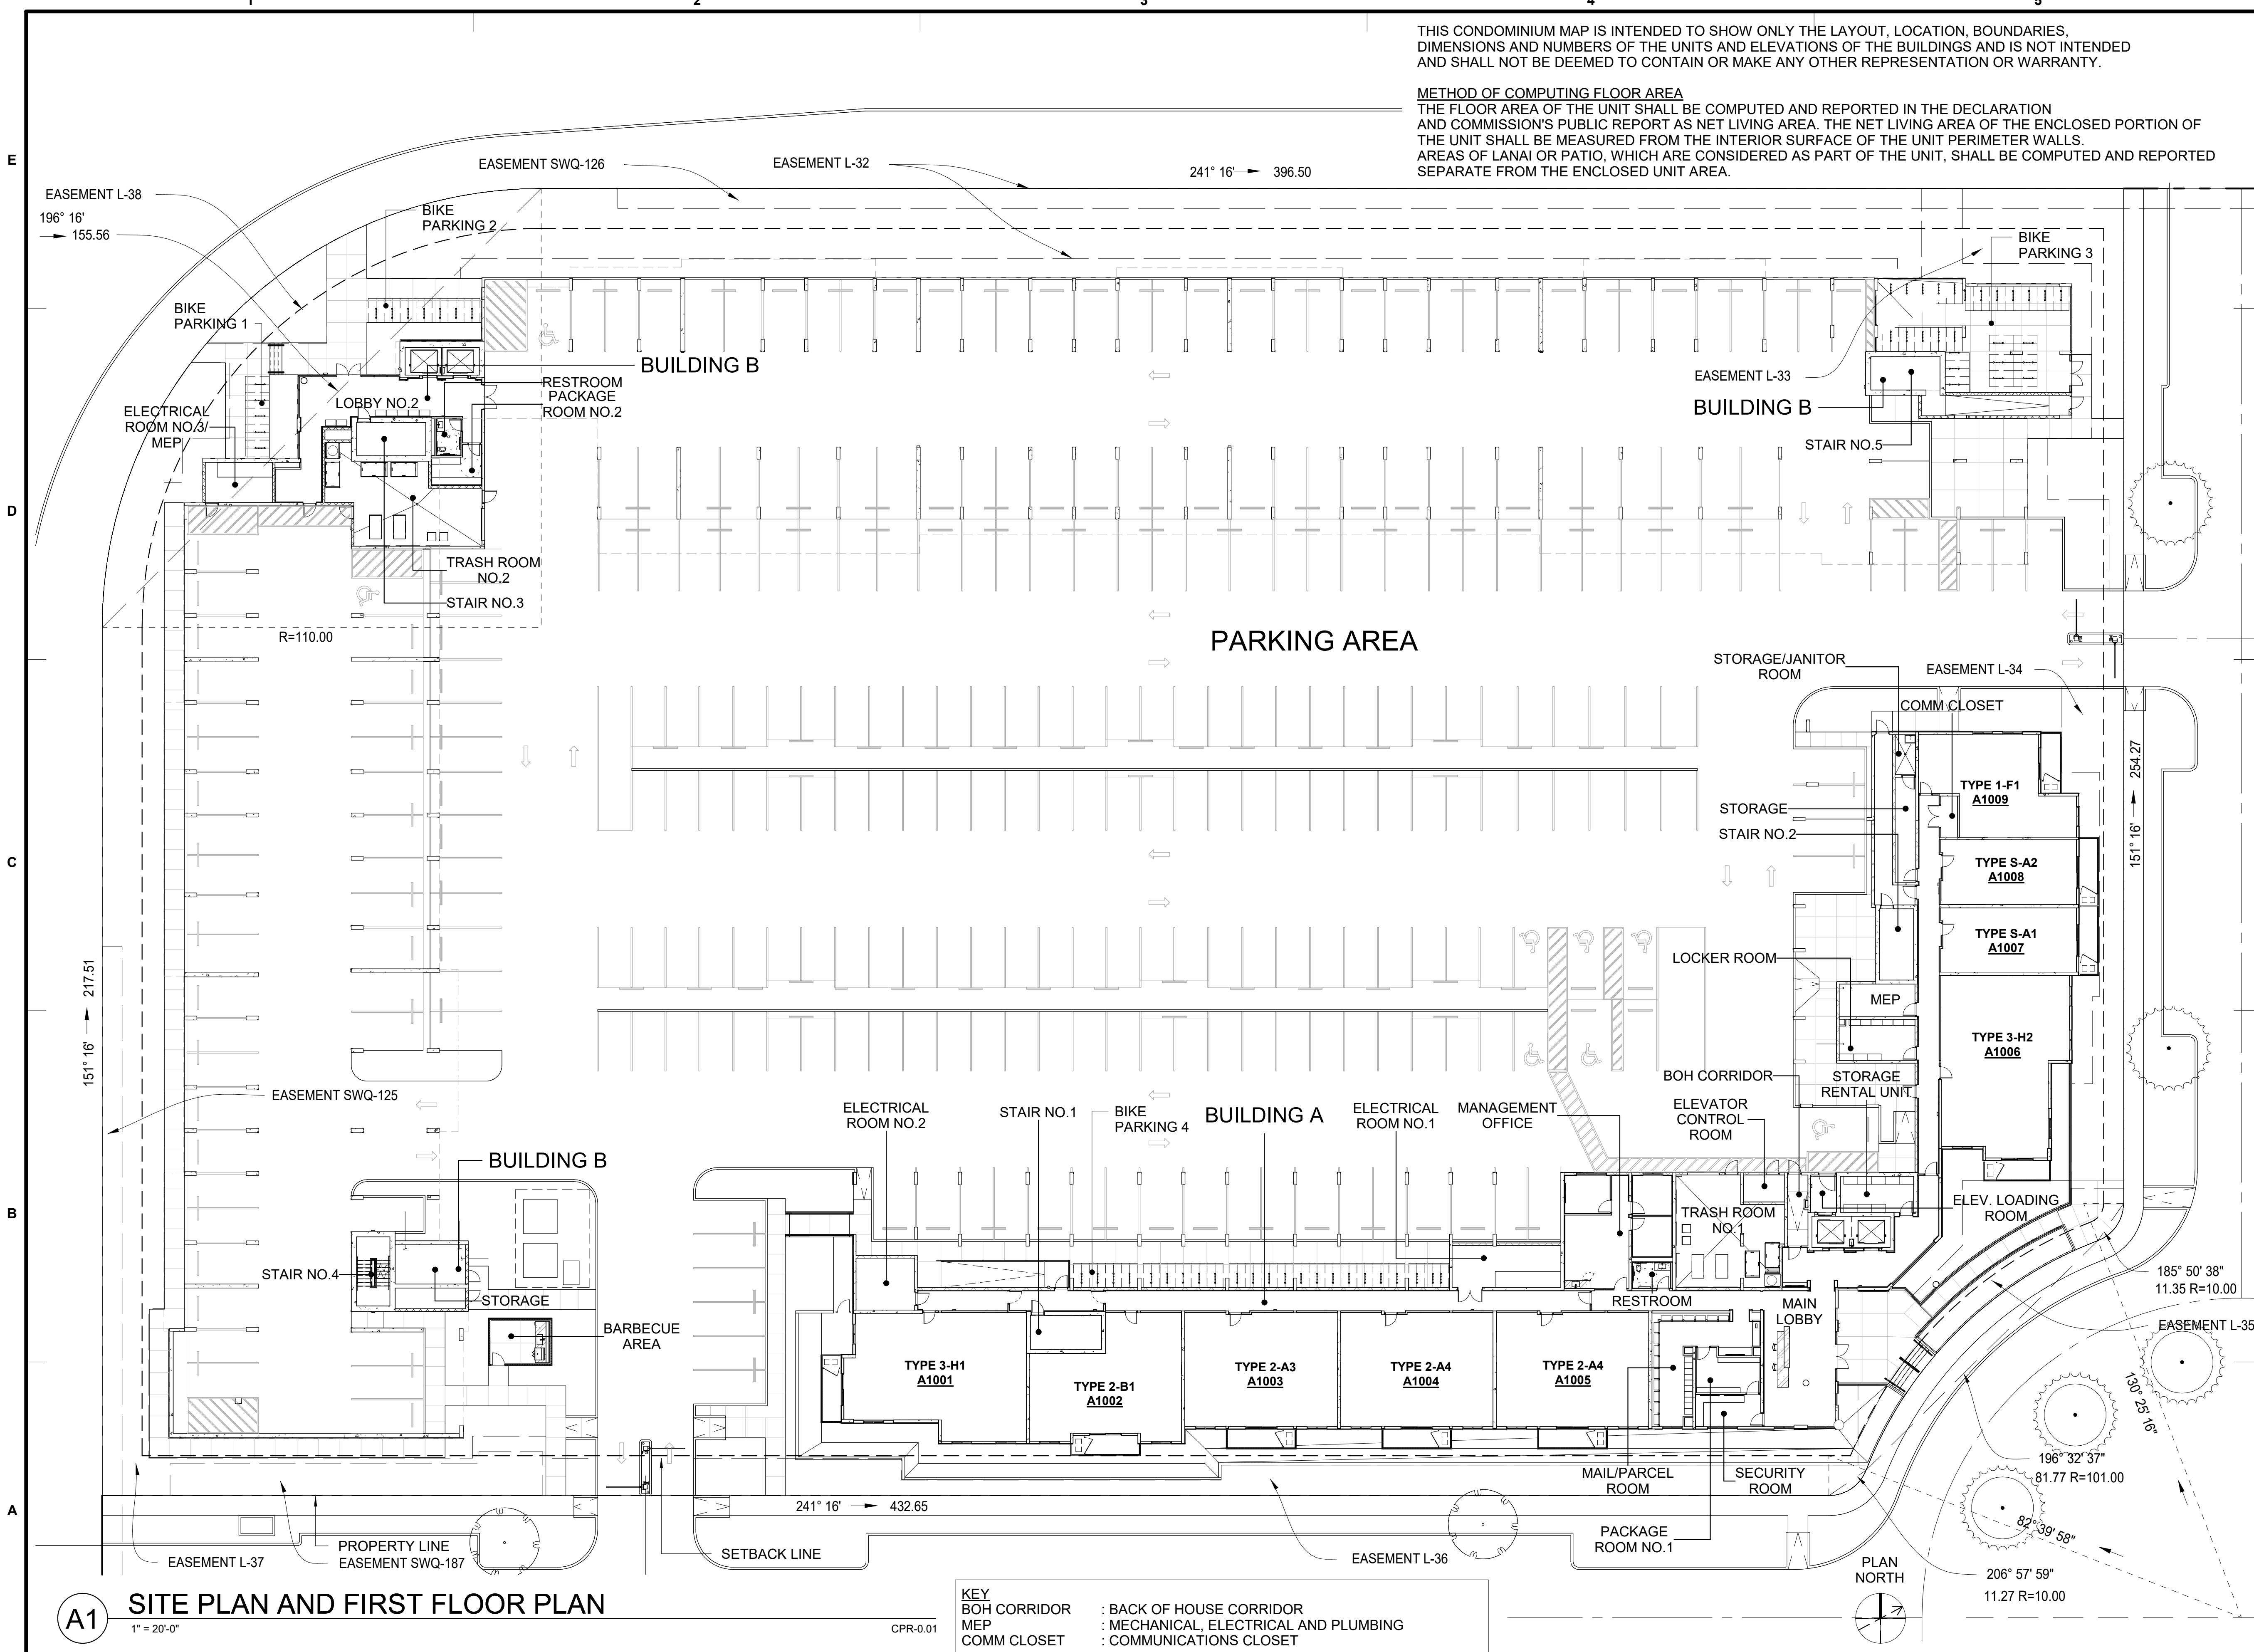 1
2
3
4
5
THIS CONDOMINIUM MAP IS INTENDED TO SHOW ONLY THE LAYOUT, LOCATION, BOUNDARIES,
DIMENSIONS AND NUMBERS OF THE UNITS AND ELEVATIONS OF THE BUILDINGS AND IS NOT INTENDED
AND SHALL NOT BE DEEMED TO CONTAIN OR MAKE ANY OTHER REPRESENTATION OR WARRANTY.
METHOD OF COMPUTING FLOOR AREA
THE FLOOR AREA OF THE UNIT SHALL BE COMPUTED AND REPORTED IN THE DECLARATION
AND COMMISSION'S PUBLIC REPORT AS NET LIVING AREA. THE NET LIVING AREA OF THE ENCLOSED PORTION OF
THE UNIT SHALL BE MEASURED FROM THE INTERIOR SURFACE OF THE UNIT PERIMETER WALLS.
AREAS OF LANAI OR PATIO, WHICH ARE CONSIDERED AS PART OF THE UNIT, SHALL BE COMPUTED AND REPORTED
SEPARATE FROM THE ENCLOSED UNIT AREA.
E
EASEMENT SWQ-126
EASEMENT L-32
241° 16' 396.50
EASEMENT L-38
196° 16'
155.56
BIKE
PARKING 2
BIKE
PARKING 3
BIKE
PARKING 1
BUILDING B
EASEMENT L-33
RESTROOM
PACKAGE
ROOM NO.2
LOBBY NO.2
BUILDING B
ELECTRICAL
ROOM NO.3/
MEP
STAIR NO.5
D
TRASH ROOM
NO.2
STAIR NO.3
R=110.00
PARKING AREA
STORAGE/JANITOR
ROOM
EASEMENT L-34
COMM CLOSET
151° 16' 254.27
TYPE 1-F1
A1009
STORAGE
STAIR NO.2
C
TYPE S-A2
A1008
TYPE S-A1
A1007
LOCKER ROOM
151° 16' 217.51
MEP
TYPE 3-H2
A1006
BOH CORRIDOR
STORAGE
RENTAL UNIT
EASEMENT SWQ-125
ELECTRICAL
ROOM NO.2
STAIR NO.1
BIKE
PARKING 4
BUILDING A
ELECTRICAL
ROOM NO.1
MANAGEMENT
OFFICE
ELEVATOR
CONTROL
ROOM
BUILDING B
B
TRASH ROOM
NO.1
ELEV. LOADING
ROOM
STAIR NO.4
STORAGE
185° 50' 38"
11.35 R=10.00
RESTROOM
MAIN
LOBBY
EASEMENT L-35
BARBECUE
AREA
TYPE 3-H1
A1001
TYPE 2-B1
A1002
TYPE 2-A3
A1003
TYPE 2-A4
A1004
TYPE 2-A4
A1005
130° 25' 16"
196° 32' 37"
81.77 R=101.00
MAIL/PARCEL
ROOM
SECURITY
ROOM
A
241° 16' 432.65
82° 39' 58"
PACKAGE
ROOM NO.1
PROPERTY LINE
EASEMENT L-37
EASEMENT SWQ-187
SETBACK LINE
EASEMENT L-36
PLAN
NORTH
206° 57' 59"
11.27 R=10.00
A1
SITE PLAN AND FIRST FLOOR PLAN
1" = 20'-0"
CPR-0.01
KEY
BOH CORRIDOR : BACK OF HOUSE CORRIDOR
MEP : MECHANICAL, ELECTRICAL AND PLUMBING
COMM CLOSET : COMMUNICATIONS CLOSET